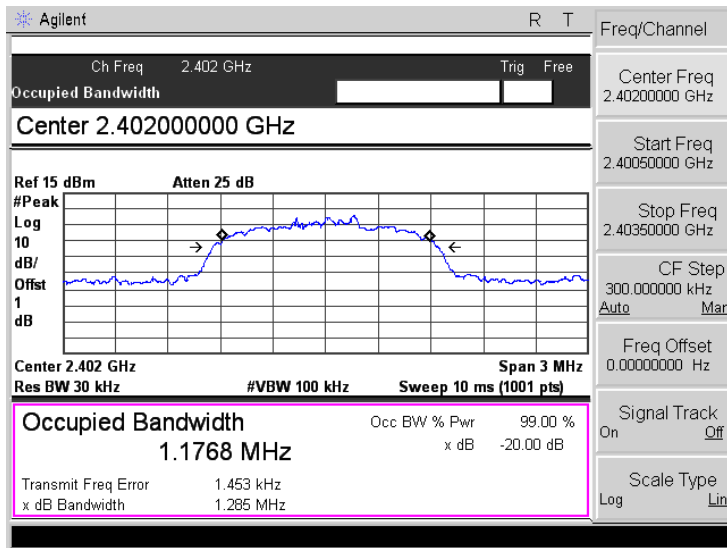 Agilent R T
Ch Freq 2.402 GHz Trig Free
Occupied Bandwidth
Center 2.402000000 GHz
Ref 15 dBm Atten 25 dB
#Peak
Log
10
dB/
Offst
1
dB
Center 2.402 GHz Span 3 MHz
Res BW 30 kHz #VBW 100 kHz Sweep 10 ms (1001 pts)
Occupied Bandwidth
1.1768 MHz
Occ BW % Pwr 99.00 %
x dB -20.00 dB
Transmit Freq Error 1.453 kHz
x dB Bandwidth 1.285 MHz
Freq/Channel
Center Freq
2.40200000 GHz
Start Freq
2.40050000 GHz
Stop Freq
2.40350000 GHz
CF Step
300.000000 kHz
Auto Mar
Freq Offset
0.00000000 Hz
Signal Track
On Off
Scale Type
Log Lin